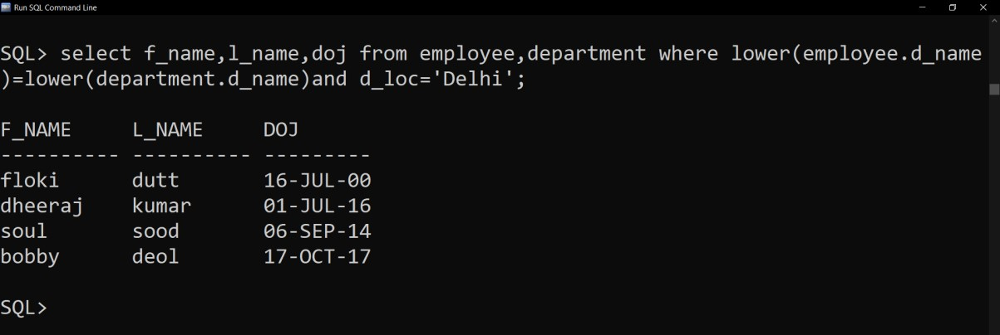 Run SQL Command Line
SQL> select f_name,l_name,doj from employee,department where lower(employee.d_name
)=lower(department.d_name)and d_loc='Delhi';
F_NAME     L_NAME     DOJ
---------- ---------- ---------
floki      dutt       16-JUL-00
dheeraj    kumar      01-JUL-16
soul       sood       06-SEP-14
bobby      deol       17-OCT-17
SQL>